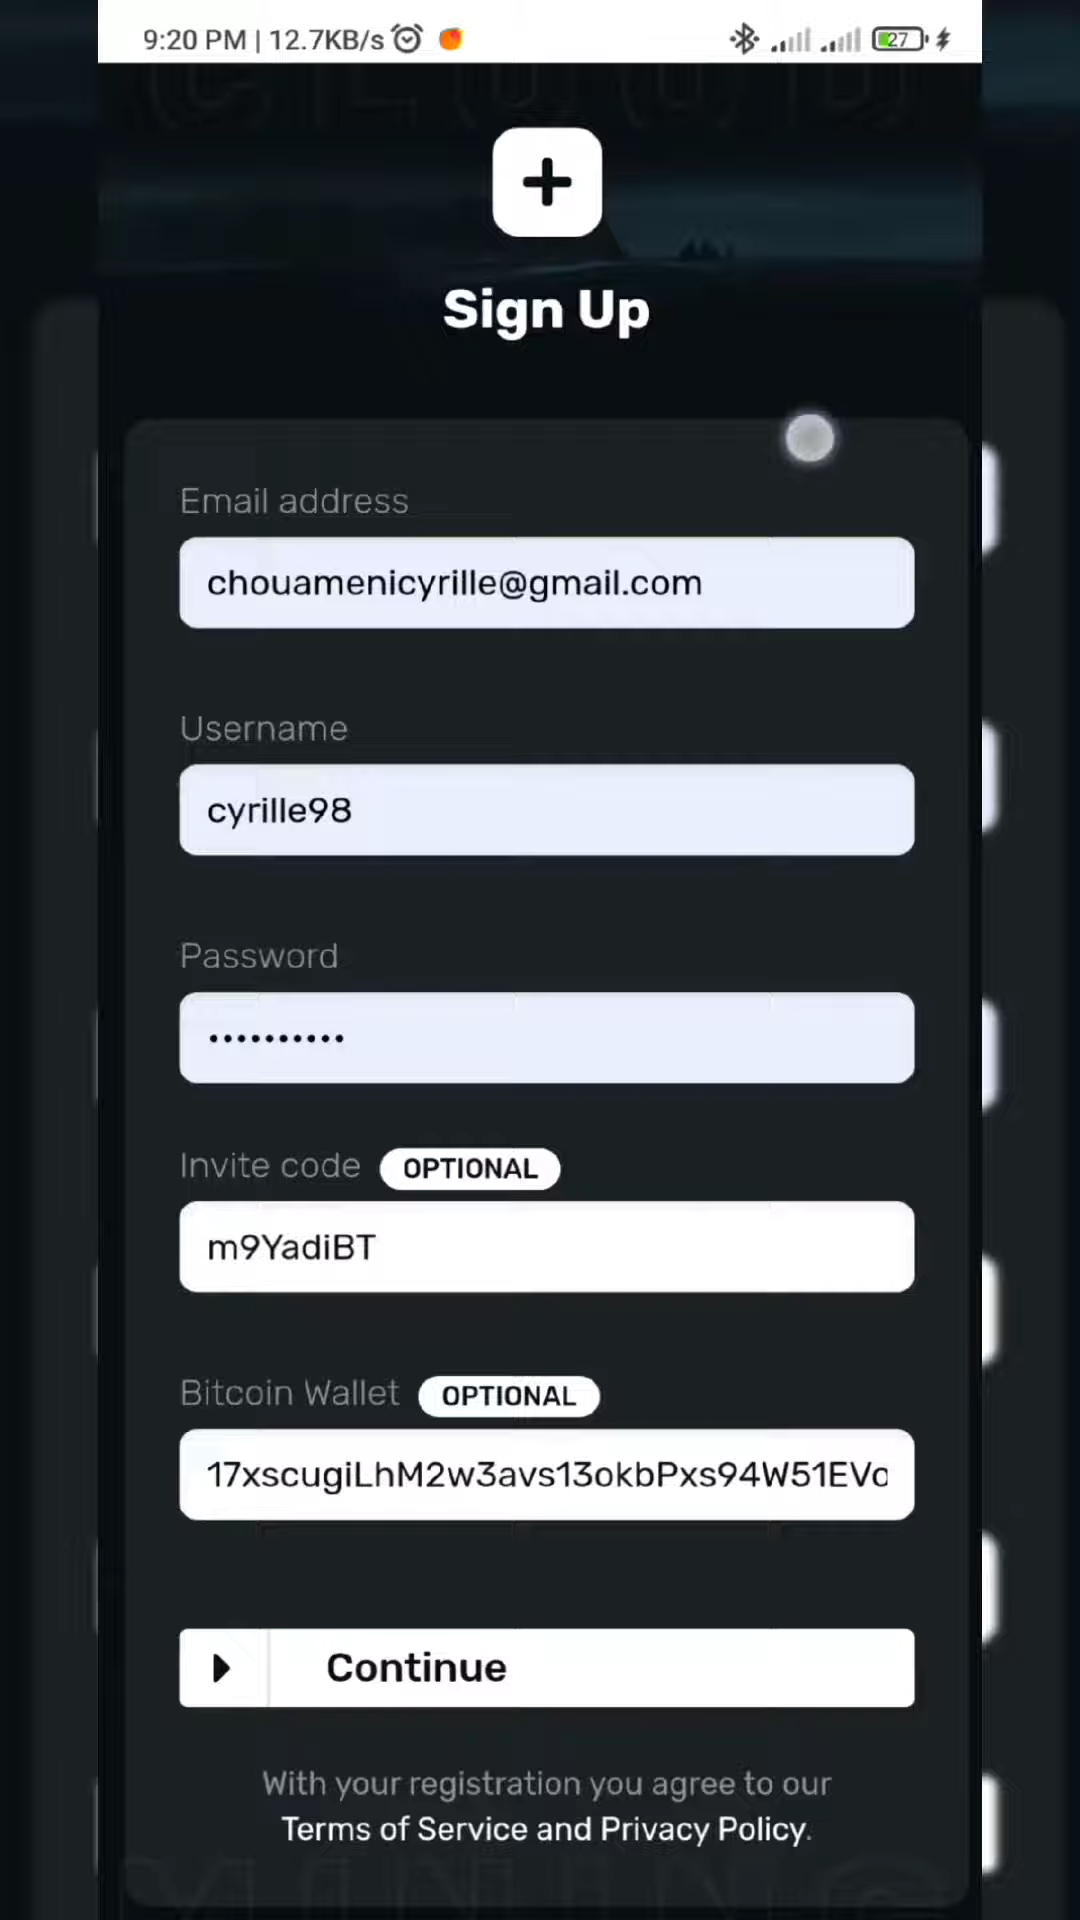 9:20 PM | 12.7KB/s
27
CLOUD
Sign Up
Email address
chouamenicyrille@gmail.com
Username
cyrille98
Password
••••••••••
Invite code OPTIONAL
m9YadiBT
Bitcoin Wallet OPTIONAL
17xscugiLhM2w3avs13okbPxs94W51EVo
Continue
With your registration you agree to our
Terms of Service and Privacy Policy.
MINING